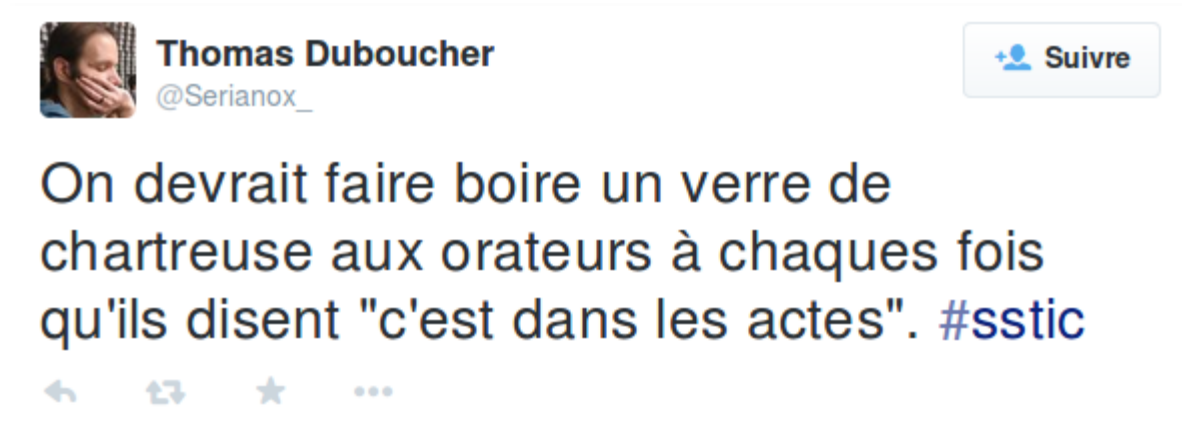 Thomas Duboucher
@Serianox_
Suivre
On devrait faire boire un verre de
chartreuse aux orateurs à chaques fois
qu'ils disent "c'est dans les actes". #sstic